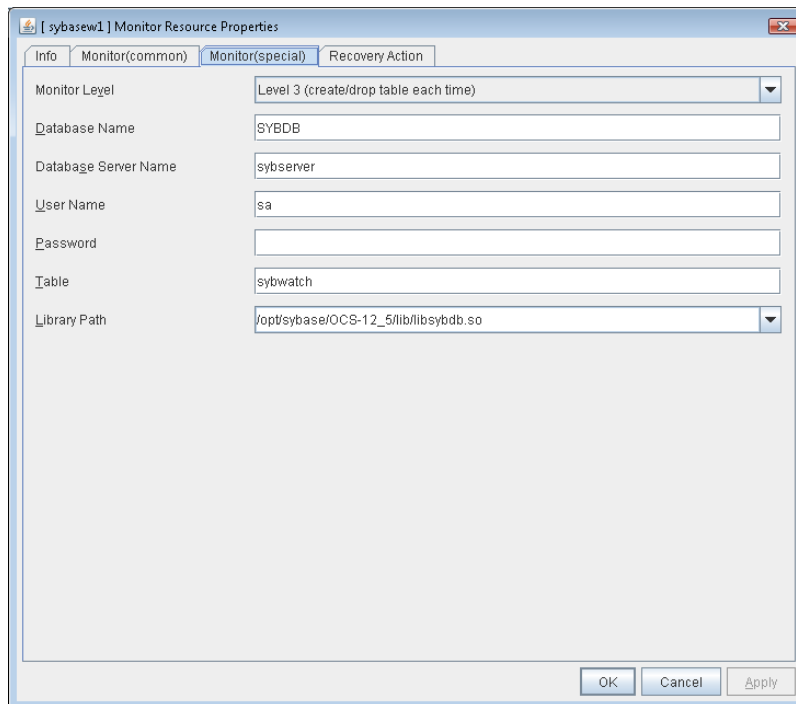 [ sybasew1 ] Monitor Resource Properties
Info Monitor(common) Monitor(special) Recovery Action
Monitor Level Level 3 (create/drop table each time)
Database Name SYBDB
Database Server Name sybserver
User Name sa
Password
Table sybwatch
Library Path /opt/sybase/OCS-12_5/lib/libsybdb.so
OK Cancel Apply